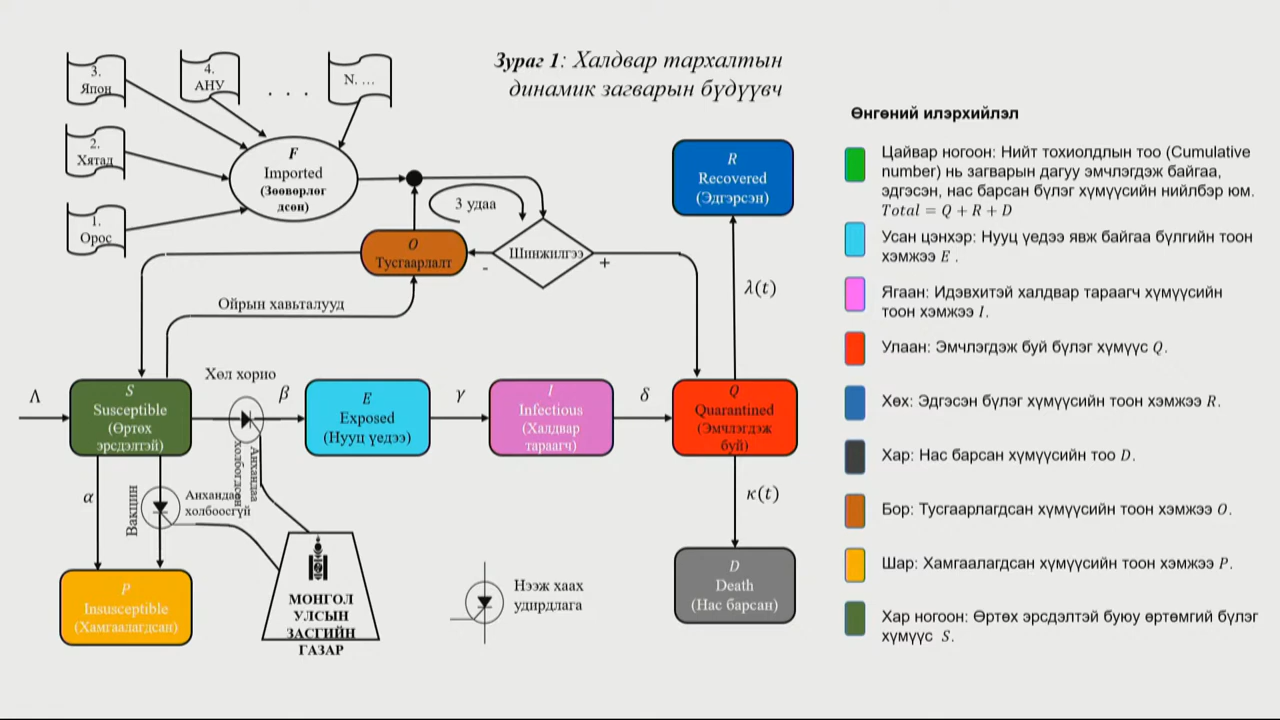 Зураг 1: Халдвар тархалтын
динамик загварын бүдүүвч
3.
Япон
4.
АНУ
. . .
N. ...
2.
Хятад
1.
Орос
F
Imported
(Зөөвөрлөг
дсөн)
3 удаа
O
Тусгаарлалт
Шинжилгээ
-
+
Ойрын хавьталууд
R
Recovered
(Эдгэрсэн)
λ(t)
Λ
S
Susceptible
(Өртөх
эрсдэлтэй)
Хөл хорио
β
E
Exposed
(Нууц үедээ)
γ
I
Infectious
(Халдвар
тараагч)
δ
Q
Quarantined
(Эмчлэгдэж
буй)
κ(t)
α
Вакцин
Анхандаа
холбоосгүй
Анхандаа
холбогдсон
P
Insusceptible
(Хамгаалагдсан)
МОНГОЛ
УЛСЫН
ЗАСГИЙН
ГАЗАР
Нээж хаах
удирдлага
D
Death
(Нас барсан)
Өнгөний илэрхийлэл
Цайвар ногоон: Нийт тохиолдлын тоо (Cumulative
number) нь загварын дагуу эмчлэгдэж байгаа,
эдгэсэн, нас барсан бүлэг хүмүүсийн нийлбэр юм.
Total = Q + R + D
Усан цэнхэр: Нууц үедээ явж байгаа бүлгийн тоон
хэмжээ E .
Ягаан: Идэвхитэй халдвар тараагч хүмүүсийн
тоон хэмжээ I.
Улаан: Эмчлэгдэж буй бүлэг хүмүүс Q.
Хөх: Эдгэсэн бүлэг хүмүүсийн тоон хэмжээ R.
Хар: Нас барсан хүмүүсийн тоо D.
Бор: Тусгаарлагдсан хүмүүсийн тоон хэмжээ O.
Шар: Хамгаалагдсан хүмүүсийн тоон хэмжээ P.
Хар ногоон: Өртөх эрсдэлтэй буюу өртөмгий бүлэг
хүмүүс S.